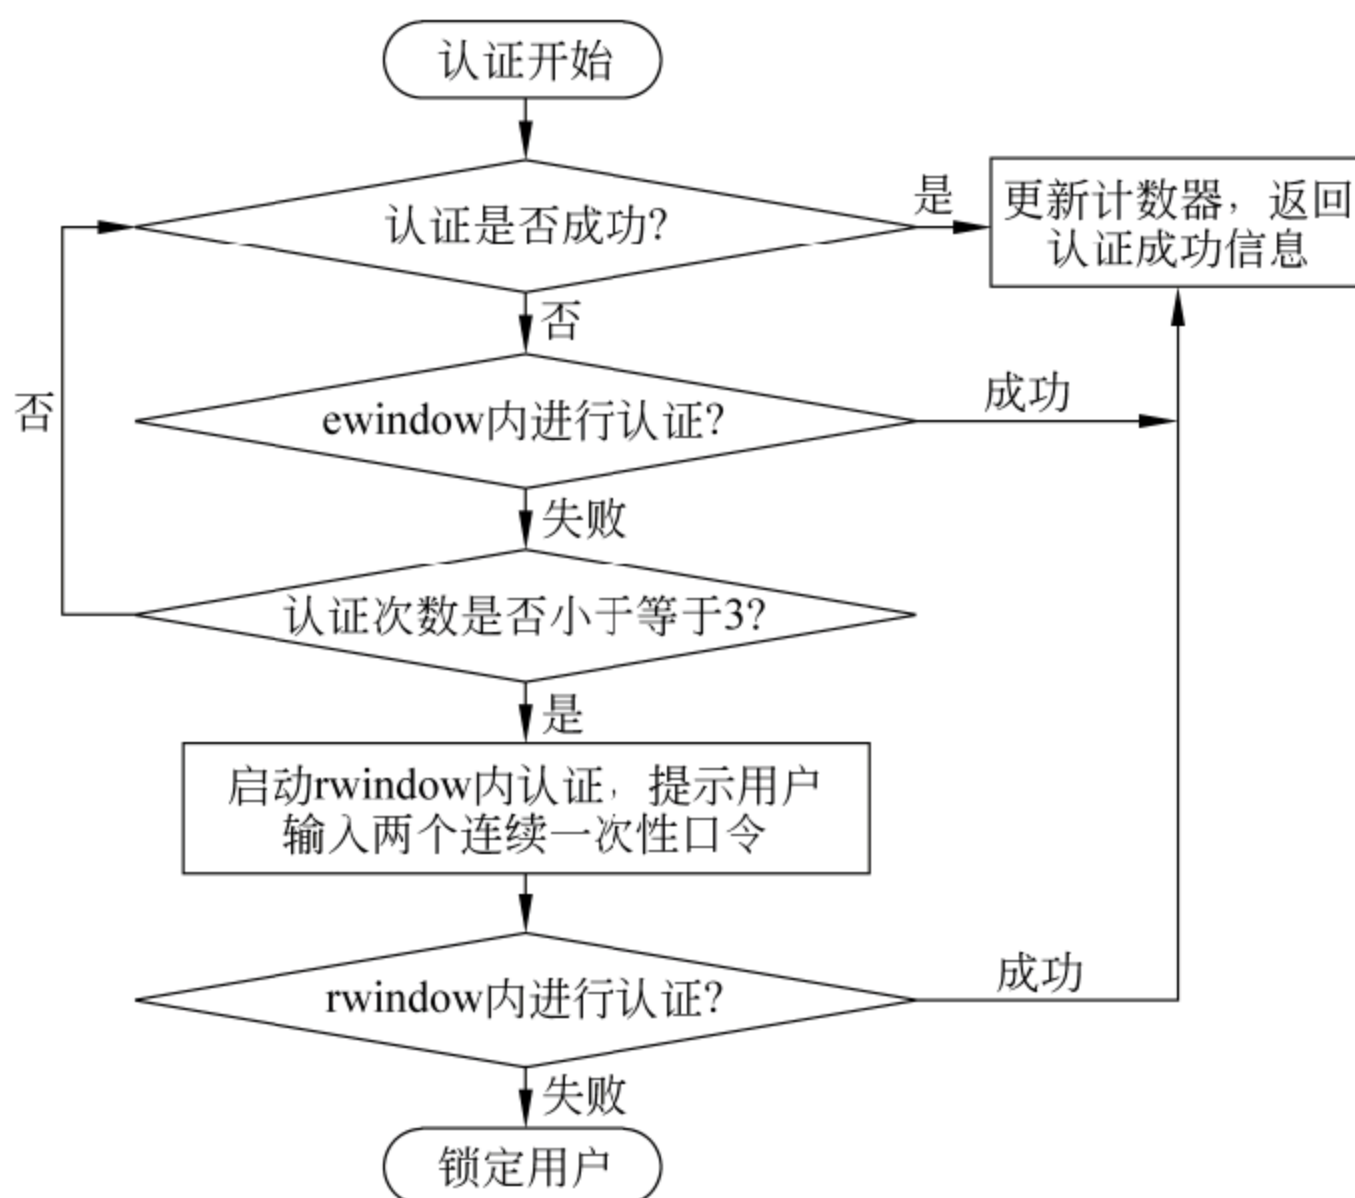 认证开始
认证是否成功?
是
更新计数器，返回
认证成功信息
否
ewindow内进行认证?
成功
否
失败
认证次数是否小于等于3?
是
启动rwindow内认证，提示用户
输入两个连续一次性口令
rwindow内进行认证?
成功
失败
锁定用户